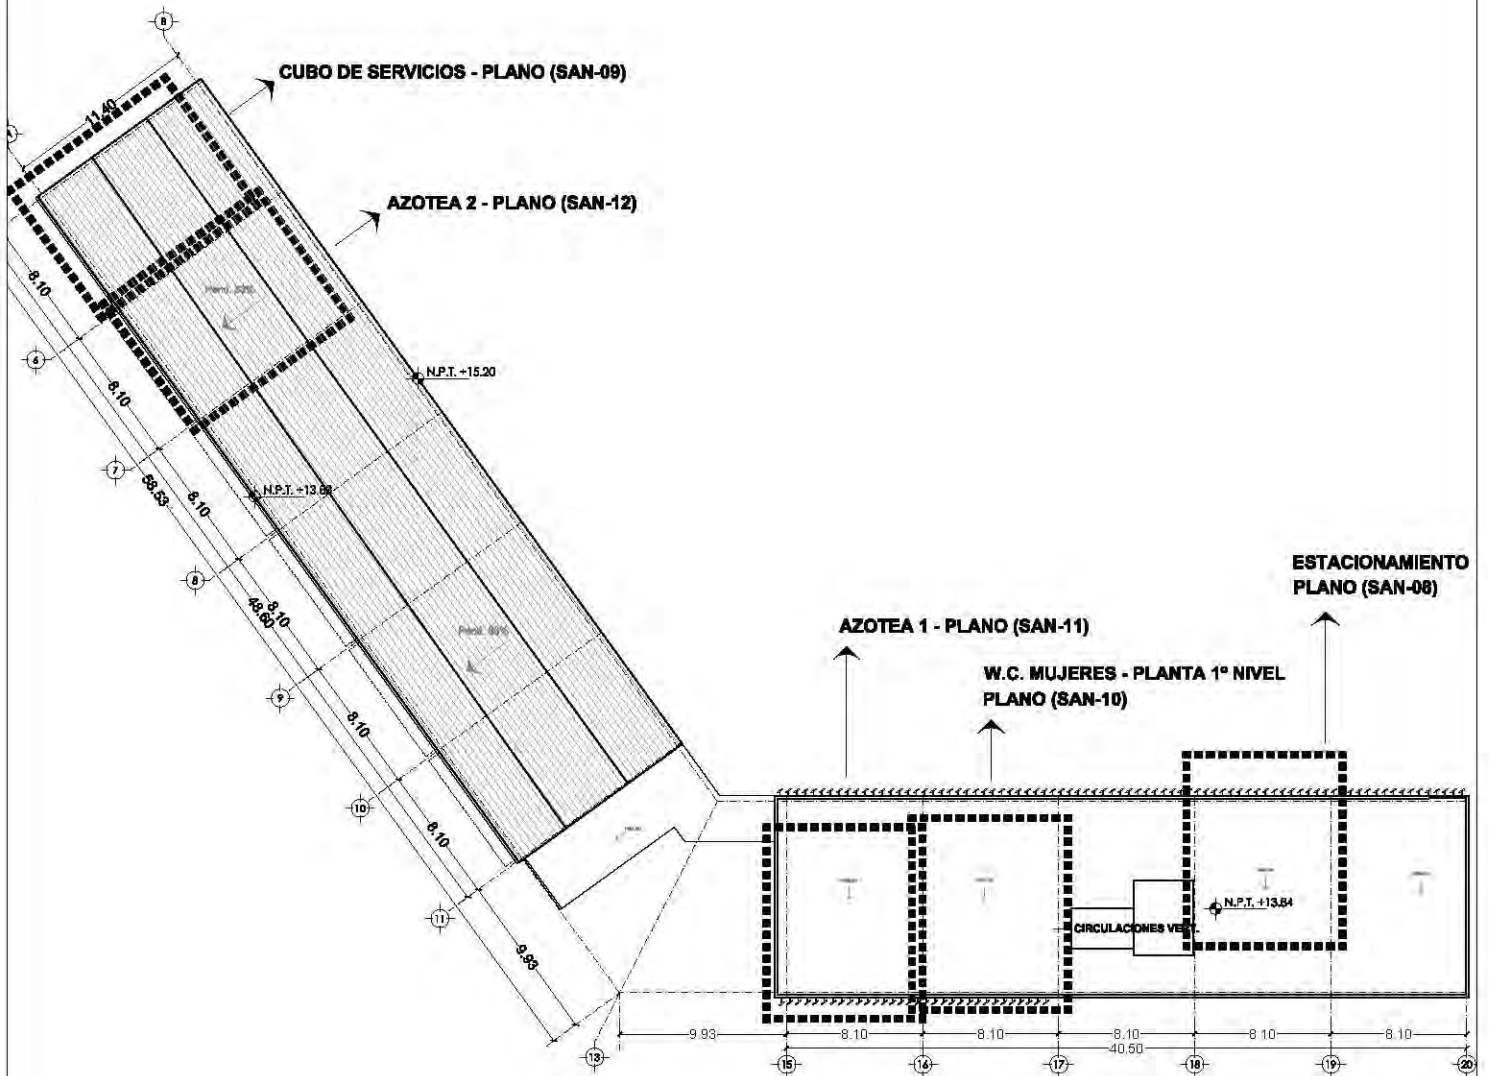 B
CUBO DE SERVICIOS - PLANO (SAN-09)
11.40
AZOTEA 2 - PLANO (SAN-12)
8.10
6
N.P.T. +15.20
8.10
7
58.53
8.10
8
48.60
8.10
9
8.10
10
8.10
11
9.93
13
ESTACIONAMIENTO
PLANO (SAN-08)
AZOTEA 1 - PLANO (SAN-11)
W.C. MUJERES - PLANTA 1º NIVEL
PLANO (SAN-10)
N.P.T. +13.84
CIRCULACIONES VERT.
9.93
8.10
8.10
8.10
8.10
8.10
40.50
15
16
17
18
19
20